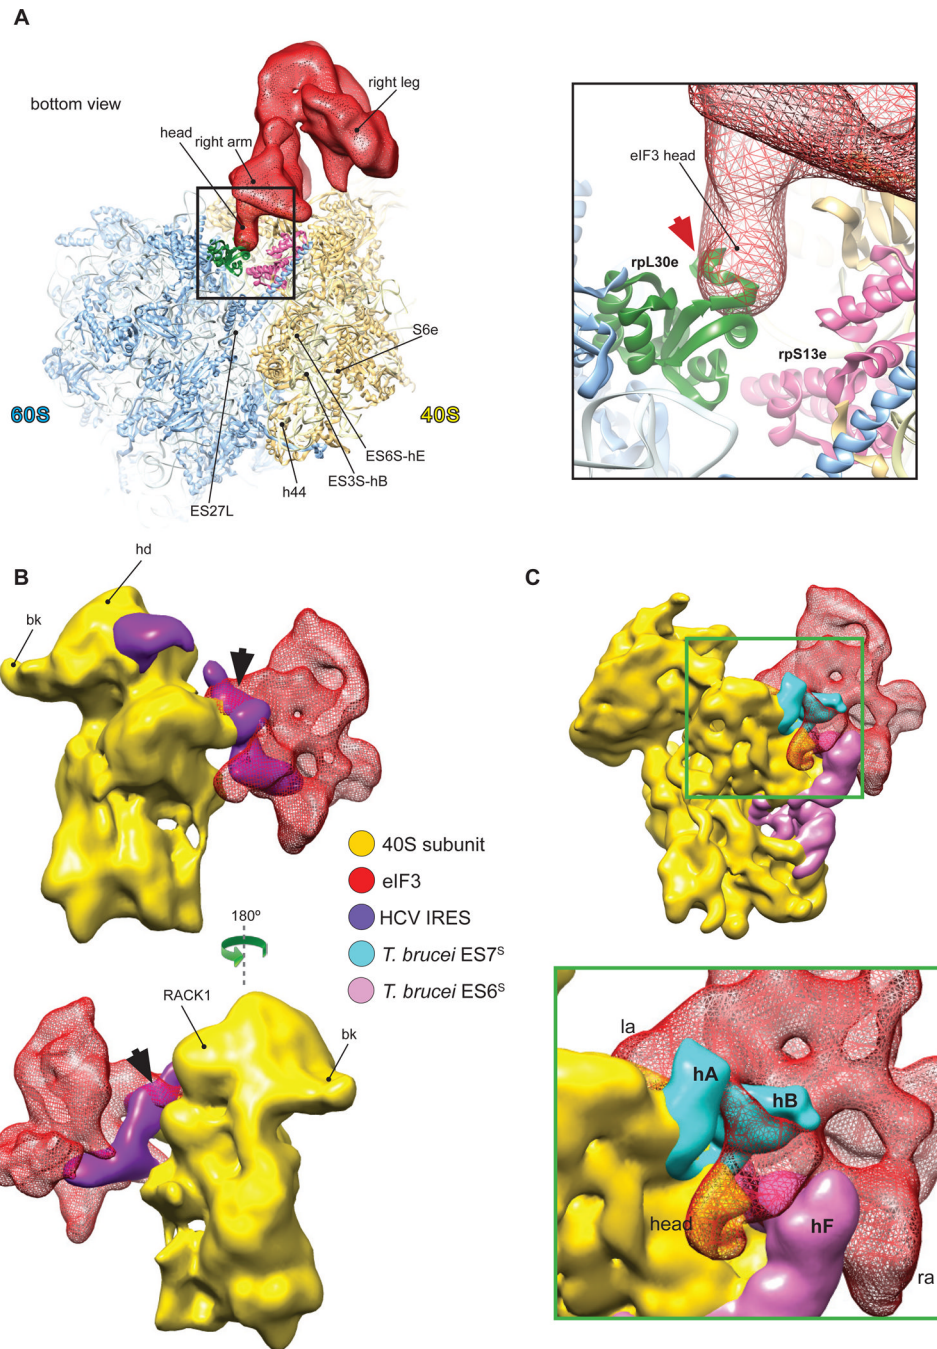 A
bottom view
right leg
head
right arm
S6e
60S
40S
ES6S-hE
ES3S-hB
h44
ES27L
eIF3 head
rpL30e
rpS13e
B
hd
bk
40S subunit
eIF3
HCV IRES
T. brucei ES7ˢ
T. brucei ES6ˢ
180º
RACK1
bk
C
la
hA
hB
head
hF
ra